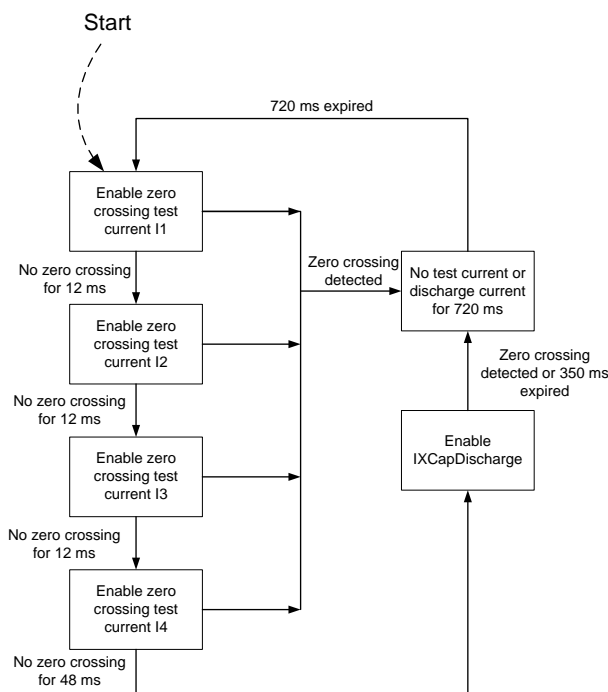 Start
720 ms expired
Enable zero
crossing test
current I1
No zero crossing
for 12 ms
Zero crossing
detected
No test current or
discharge current
for 720 ms
Enable zero
crossing test
current I2
No zero crossing
for 12 ms
Zero crossing
detected or 350 ms
expired
Enable zero
crossing test
current I3
Enable
IXCapDischarge
No zero crossing
for 12 ms
Enable zero
crossing test
current I4
No zero crossing
for 48 ms